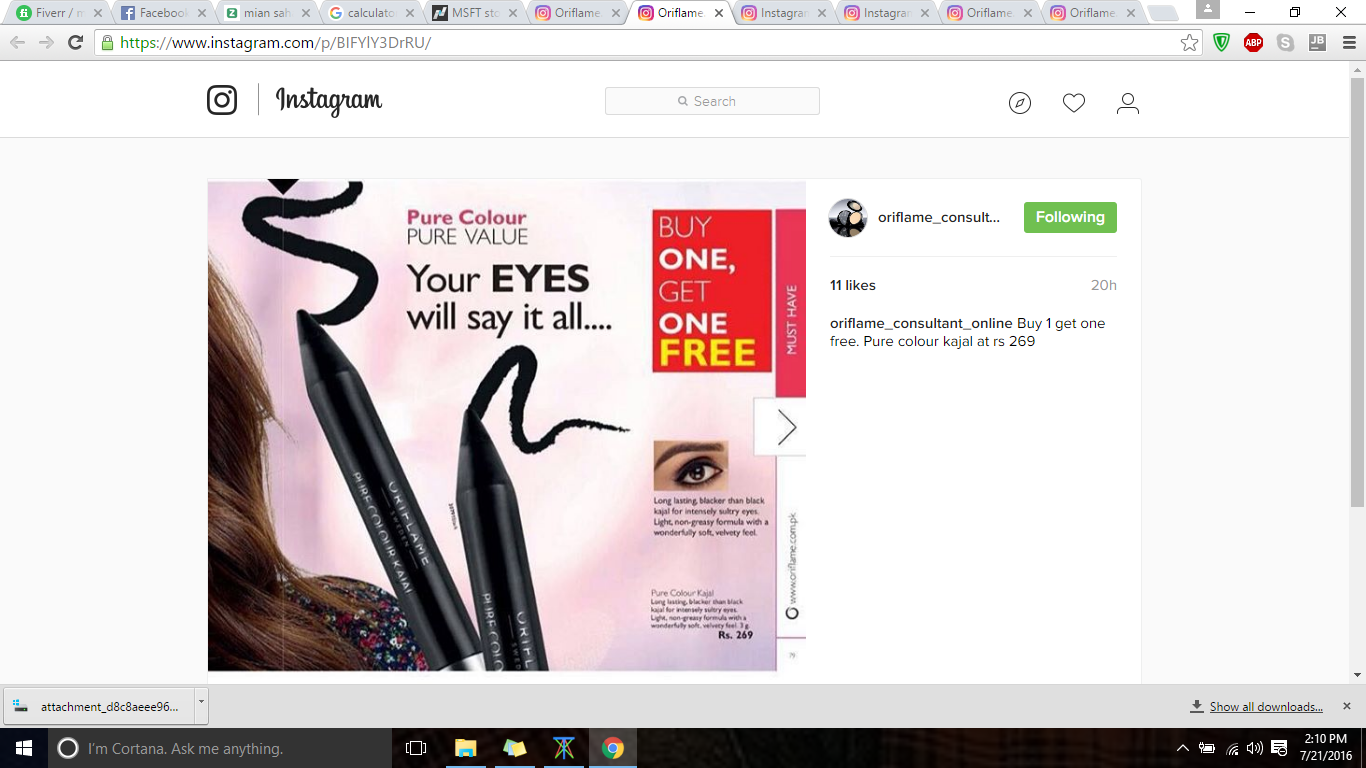 Fiverr / m
Facebook
mian sah
calculato
MSFT sto
Oriflame
Oriflame
Instagram
Instagram
Oriflame
Oriflame
https://www.instagram.com/p/BIFYlY3DrRU/
ABP
JB
Instagram
Search
Pure Colour
PURE VALUE
Your EYES
will say it all....
BUY
ONE,
GET
ONE
FREE
MUST HAVE
Long lasting, blacker than black
kajal for intensely sultry eyes.
Light, non-greasy formula with a
wonderfully soft, velvety feel.
Pure Colour Kajal
Long lasting, blacker than black
kajal for intensely sultry eyes.
Light, non-greasy formula with a
wonderfully soft, velvety feel. 3 g.
Rs. 269
www.oriflame.com.pk
ORIFLAME
SWEDEN
PURE COLOUR KAJAL
ORIFLAME
SWEDEN
PURE COLO
oriflame_consult...
Following
11 likes
20h
oriflame_consultant_online Buy 1 get one
free. Pure colour kajal at rs 269
attachment_d8c8aeee96...
Show all downloads...
I'm Cortana. Ask me anything.
2:10 PM
7/21/2016